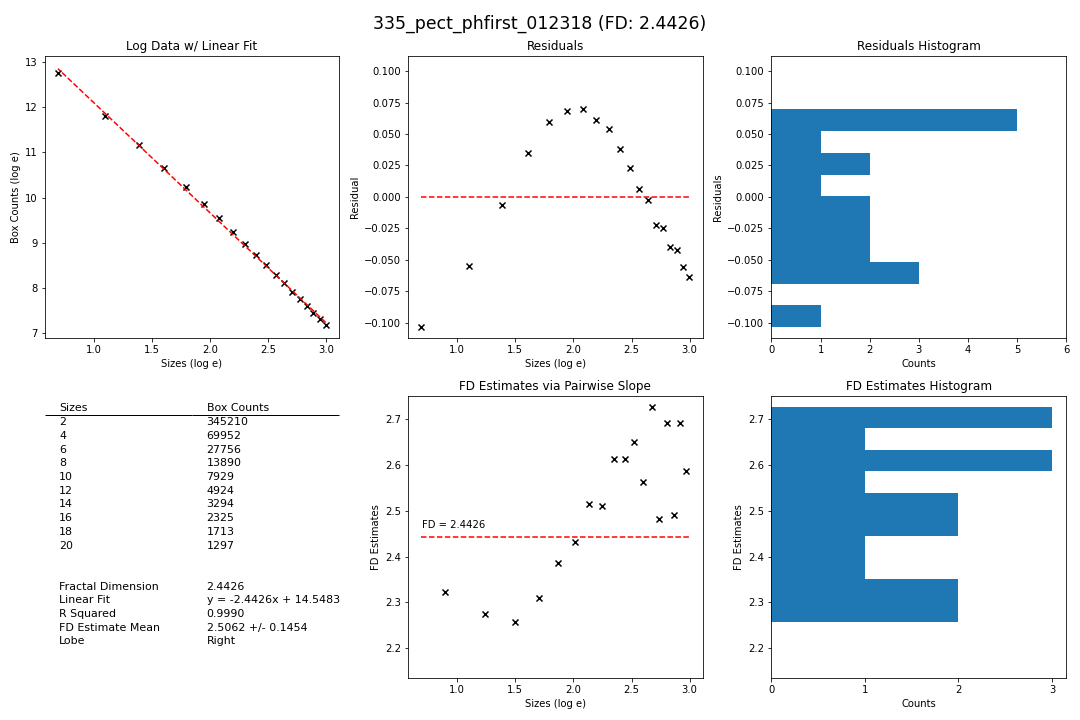 335_pect_phfirst_012318 (FD: 2.4426)
Log Data w/ Linear Fit
13
12
11
10
9
8
7
Box Counts (log e)
1.0 1.5 2.0 2.5 3.0
Sizes (log e)
Residuals
0.100
0.075
0.050
0.025
0.000
−0.025
−0.050
−0.075
−0.100
Residual
1.0 1.5 2.0 2.5 3.0
Sizes (log e)
Residuals Histogram
0.100
0.075
0.050
0.025
0.000
−0.025
−0.050
−0.075
−0.100
Residuals
0 1 2 3 4 5 6
Counts
Sizes Box Counts
2 345210
4 69952
6 27756
8 13890
10 7929
12 4924
14 3294
16 2325
18 1713
20 1297
Fractal Dimension 2.4426
Linear Fit y = -2.4426x + 14.5483
R Squared 0.9990
FD Estimate Mean 2.5062 +/- 0.1454
Lobe Right
FD Estimates via Pairwise Slope
2.7
2.6
2.5
2.4
2.3
2.2
FD Estimates
FD = 2.4426
1.0 1.5 2.0 2.5 3.0
Sizes (log e)
FD Estimates Histogram
2.7
2.6
2.5
2.4
2.3
2.2
FD Estimates
0 1 2 3
Counts